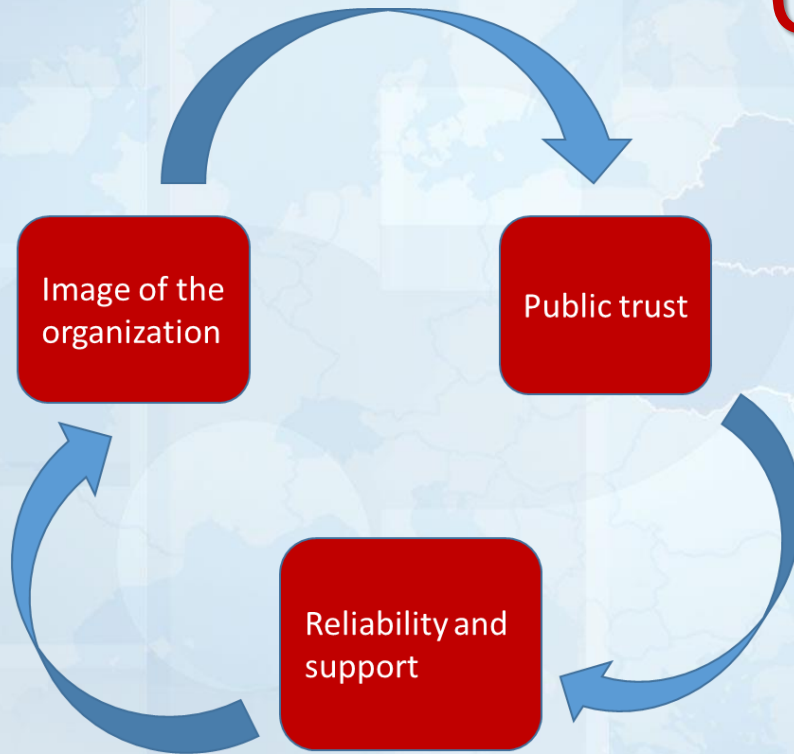 Image of the
organization
Public trust
Reliability and
support